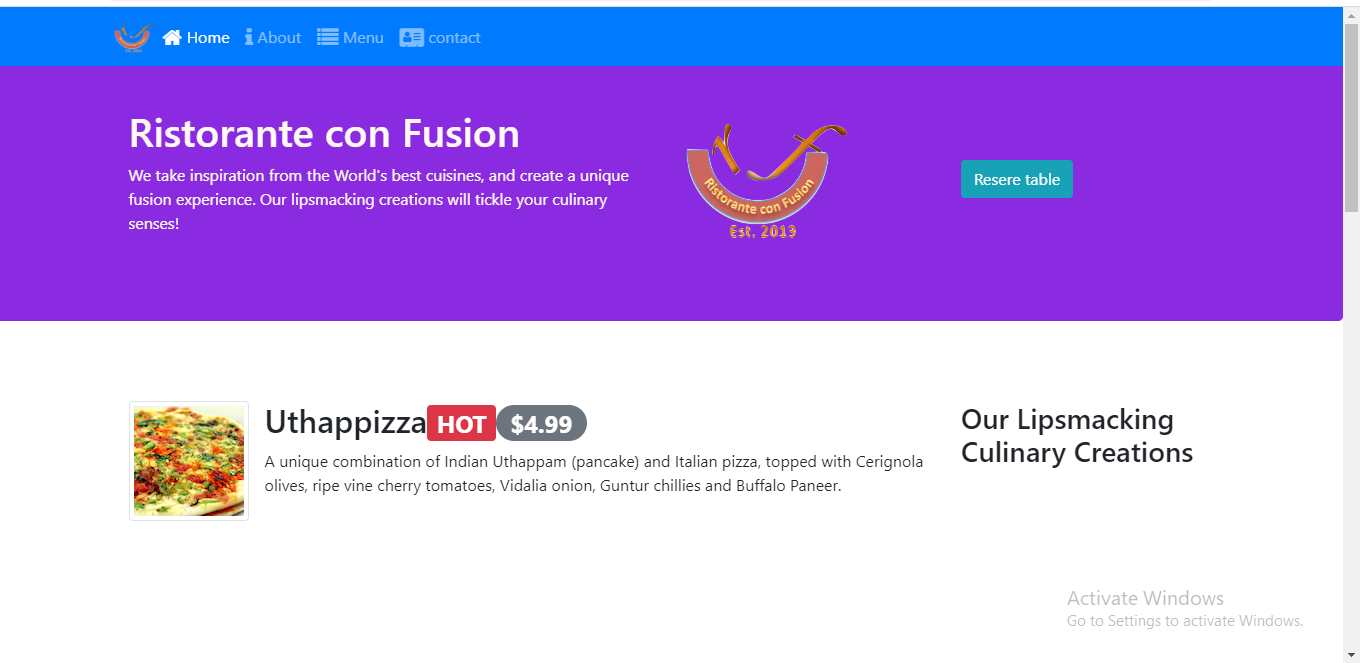 Home About Menu contact
Ristorante con Fusion
We take inspiration from the World's best cuisines, and create a unique
fusion experience. Our lipsmacking creations will tickle your culinary
senses!
Ristorante con Fusion
Est. 2013
Resere table
Uthappizza HOT $4.99
A unique combination of Indian Uthappam (pancake) and Italian pizza, topped with Cerignola
olives, ripe vine cherry tomatoes, Vidalia onion, Guntur chillies and Buffalo Paneer.
Our Lipsmacking
Culinary Creations
Activate Windows
Go to Settings to activate Windows.